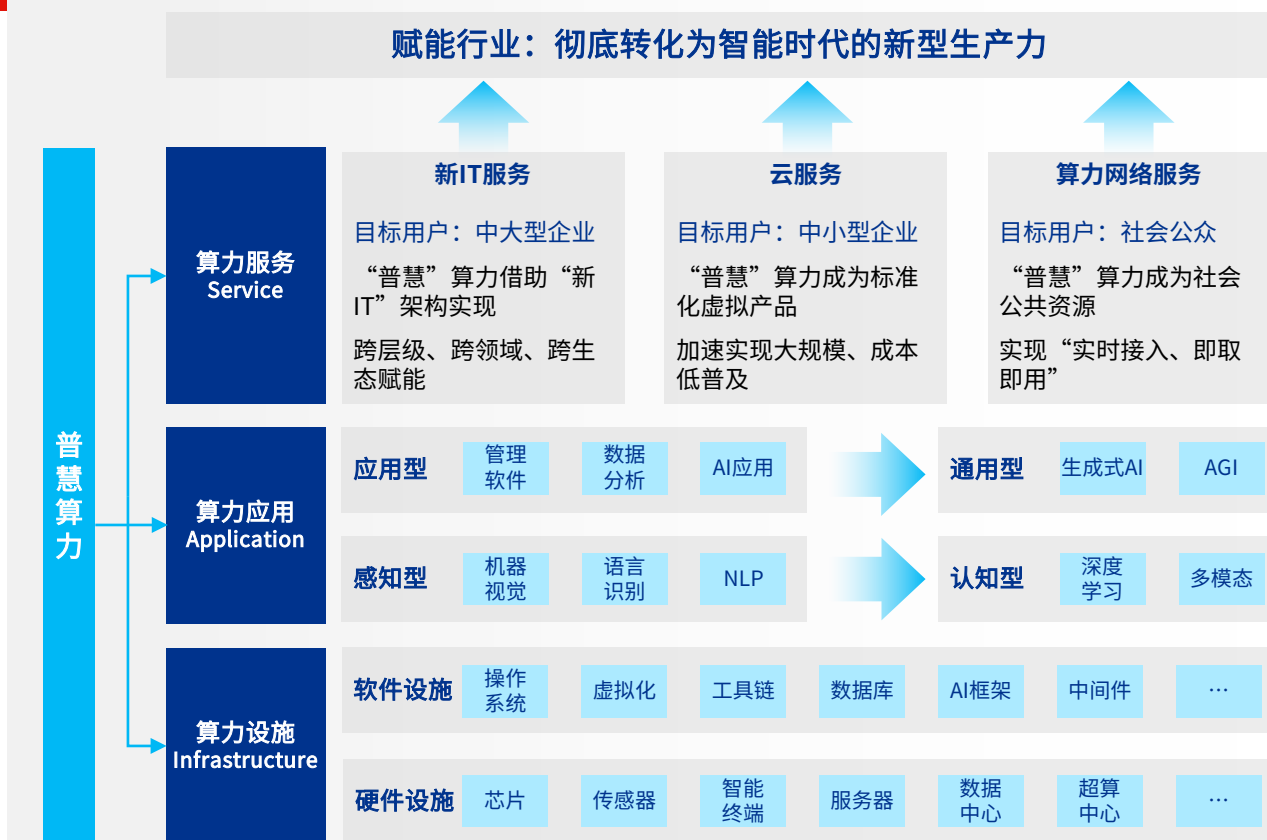 赋能行业：彻底转化为智能时代的新型生产力
普
慧
算
力
算力服务
Service
新IT服务
目标用户：中大型企业
“普慧”算力借助“新
IT”架构实现
跨层级、跨领域、跨生
态赋能
云服务
目标用户：中小型企业
“普慧”算力成为标准
化虚拟产品
加速实现大规模、成本
低普及
算力网络服务
目标用户：社会公众
“普慧”算力成为社会
公共资源
实现“实时接入、即取
即用”
算力应用
Application
应用型
管理
软件
数据
分析
AI应用
通用型
生成式AI
AGI
感知型
机器
视觉
语言
识别
NLP
认知型
深度
学习
多模态
算力设施
Infrastructure
软件设施
操作
系统
虚拟化
工具链
数据库
AI框架
中间件
…
硬件设施
芯片
传感器
智能
终端
服务器
数据
中心
超算
中心
…